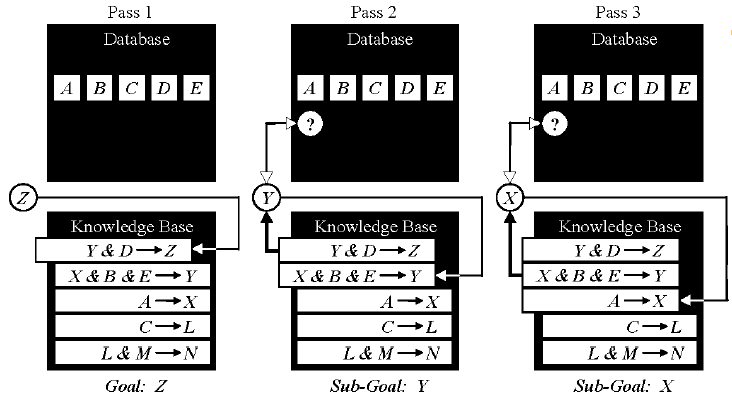 Pass 1
Database
A B C D E
Z
Knowledge Base
Y & D → Z
X & B & E → Y
A → X
C → L
L & M → N
Goal: Z
Pass 2
Database
A B C D E
?
Y
Knowledge Base
Y & D → Z
X & B & E → Y
A → X
C → L
L & M → N
Sub-Goal: Y
Pass 3
Database
A B C D E
?
X
Knowledge Base
Y & D → Z
X & B & E → Y
A → X
C → L
L & M → N
Sub-Goal: X